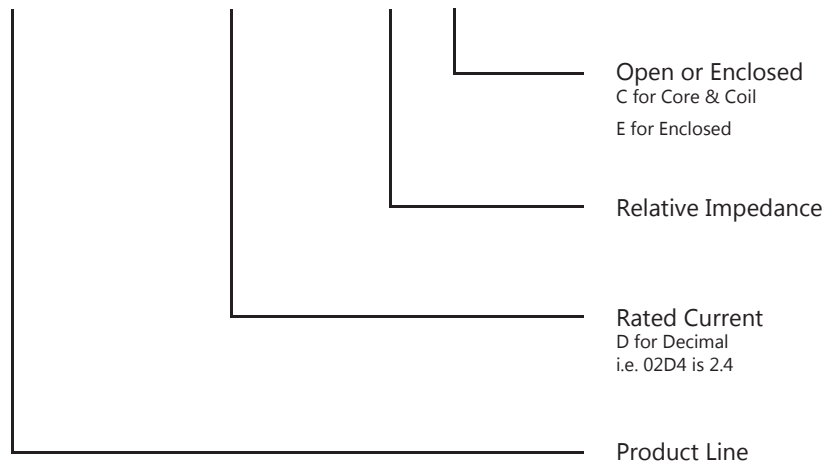 Open or Enclosed
C for Core & Coil
E for Enclosed
Relative Impedance
Rated Current
D for Decimal
i.e. 02D4 is 2.4
Product Line